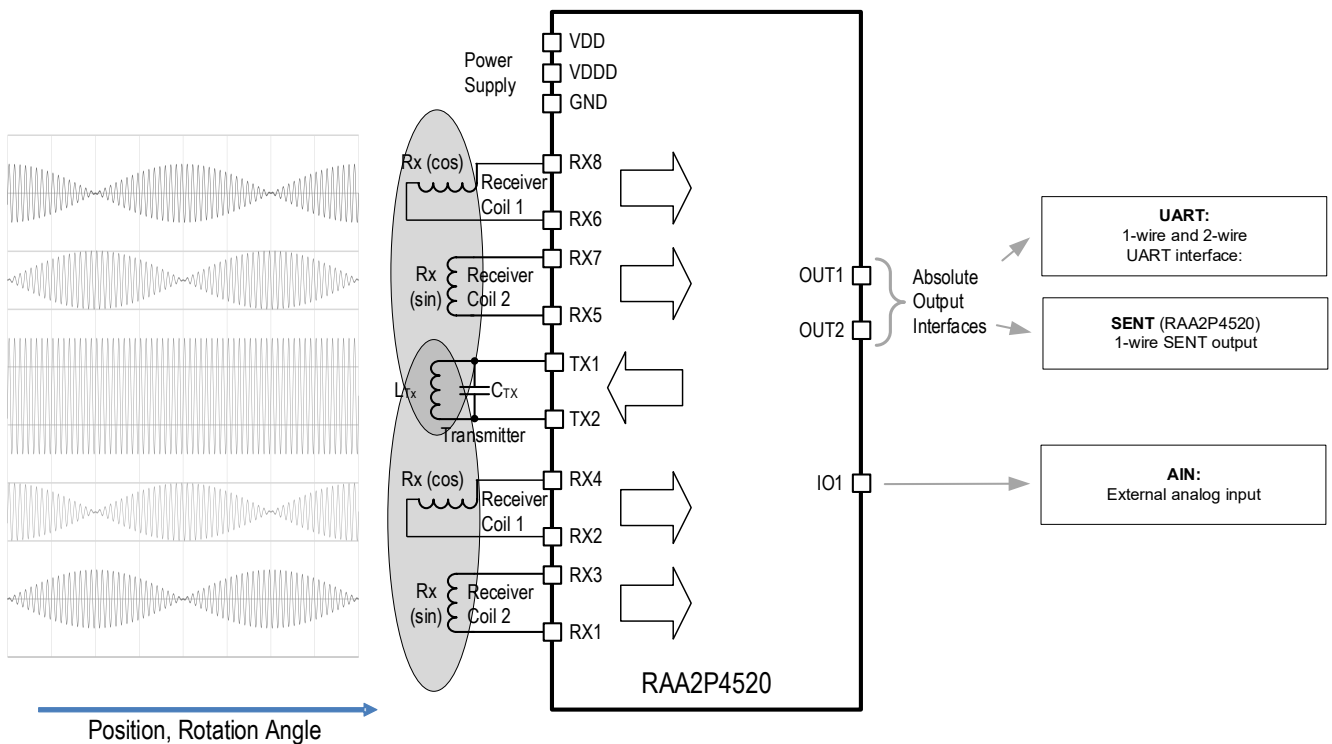 VDD
Power
Supply
VDDD
GND
Rx (cos)
Receiver
Coil 1
RX8
RX6
Rx
(sin)
Receiver
Coil 2
RX7
RX5
LTx
CTX
Transmitter
TX1
TX2
Rx (cos)
Receiver
Coil 1
RX4
RX2
Rx
(sin)
Receiver
Coil 2
RX3
RX1
RAA2P4520
OUT1
OUT2
IO1
Absolute
Output
Interfaces
UART:
1-wire and 2-wire
UART interface:
SENT (RAA2P4520)
1-wire SENT output
AIN:
External analog input
Position, Rotation Angle